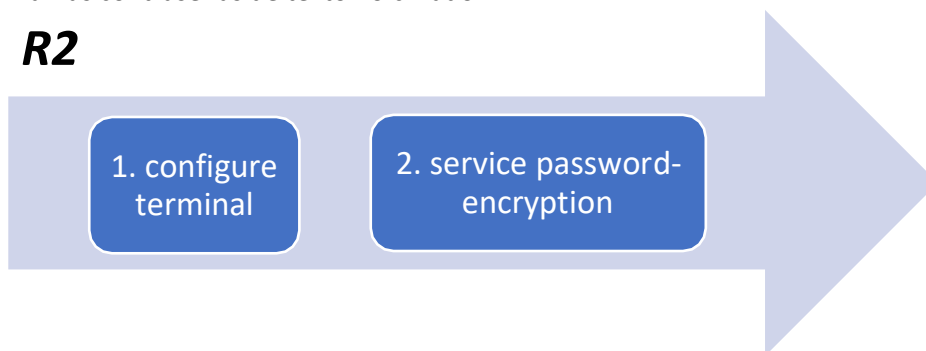 R2
1. configure
terminal
2. service password-
encryption